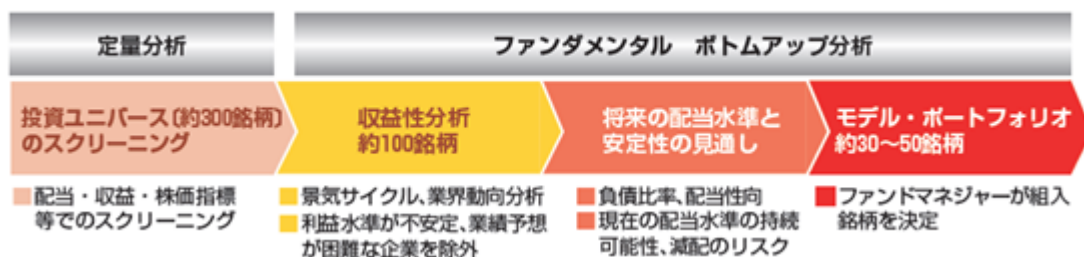 定量分析
ファンダメンタル ボトムアップ分析
投資ユニバース〔約300銘柄〕
のスクリーニング
収益性分析
約100銘柄
将来の配当水準と
安定性の見通し
モデル・ポートフォリオ
約30～50銘柄
配当・収益・株価指標
等でのスクリーニング
景気サイクル、業界動向分析
利益水準が不安定、業績予想
が困難な企業を除外
負債比率、配当性向
現在の配当水準の持続
可能性、減配のリスク
ファンドマネジャーが組入
銘柄を決定